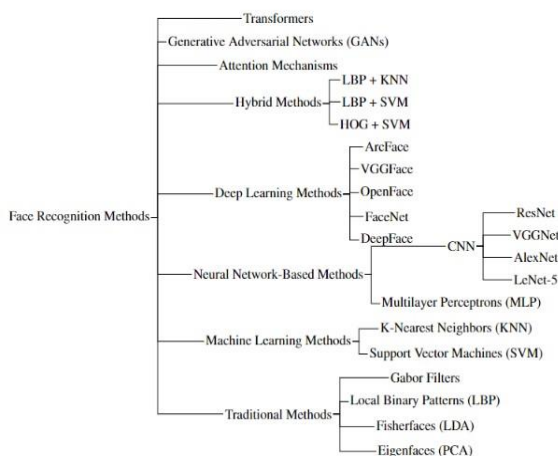 Transformers
Generative Adversarial Networks (GANs)
Attention Mechanisms
LBP + KNN
Hybrid Methods
LBP + SVM
HOG + SVM
ArcFace
VGGFace
Deep Learning Methods
OpenFace
FaceNet
DeepFace
Face Recognition Methods
ResNet
VGGNet
CNN
AlexNet
LeNet-5
Neural Network-Based Methods
Multilayer Perceptrons (MLP)
K-Nearest Neighbors (KNN)
Machine Learning Methods
Support Vector Machines (SVM)
Gabor Filters
Local Binary Patterns (LBP)
Traditional Methods
Fisherfaces (LDA)
Eigenfaces (PCA)